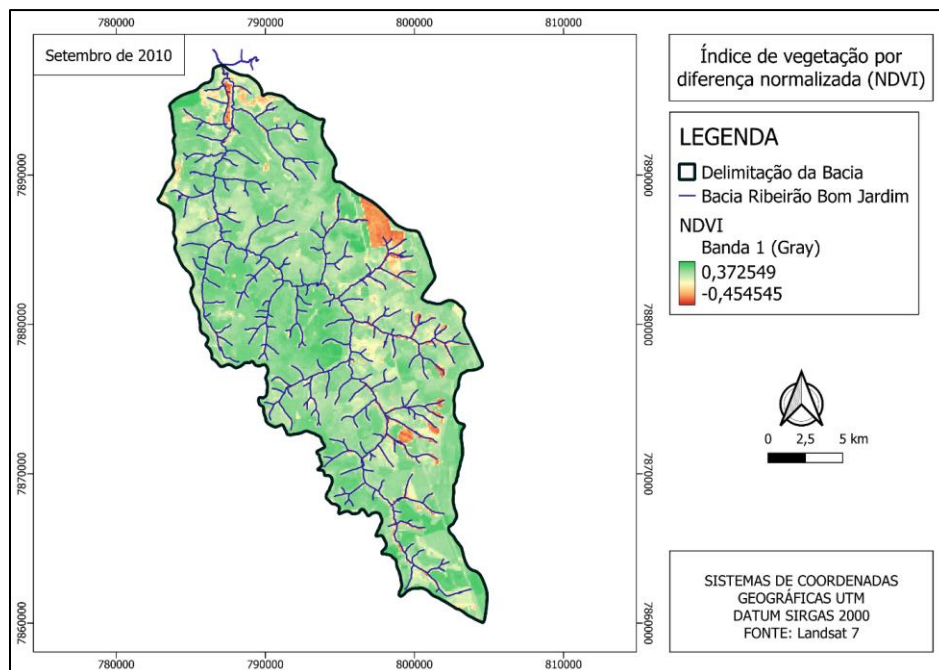 780000 790000 800000 810000
Setembro de 2010
Índice de vegetação por
diferença normalizada (NDVI)
LEGENDA
Delimitação da Bacia
Bacia Ribeirão Bom Jardim
NDVI
Banda 1 (Gray)
0,372549
-0,454545
7890000
7880000
7870000
7860000
7890000
7880000
7870000
7860000
0 2,5 5 km
SISTEMAS DE COORDENADAS
GEOGRÁFICAS UTM
DATUM SIRGAS 2000
FONTE: Landsat 7
780000 790000 800000 810000